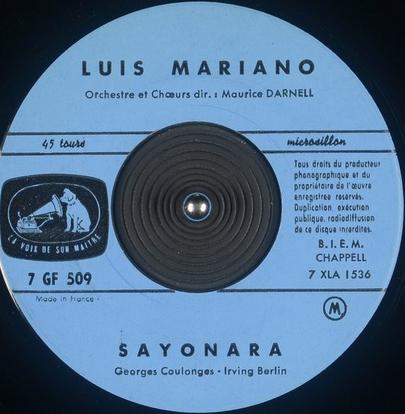 LUIS MARIANO
Orchestre et Chœurs dir. : Maurice DARNELL
45 tours
microsillon
Tous droits du producteur
phonographique et du
propriétaire de l'œuvre
enregistrée réservés.
Duplication exécution
publique, radiodiffusion
de ce disque interdites.
B.I.E.M.
CHAPPELL
7 XLA 1536
LA VOIX DE SON MAITRE
7 GF 509
Made in France
M
SAYONARA
Georges Coulonges - Irving Berlin